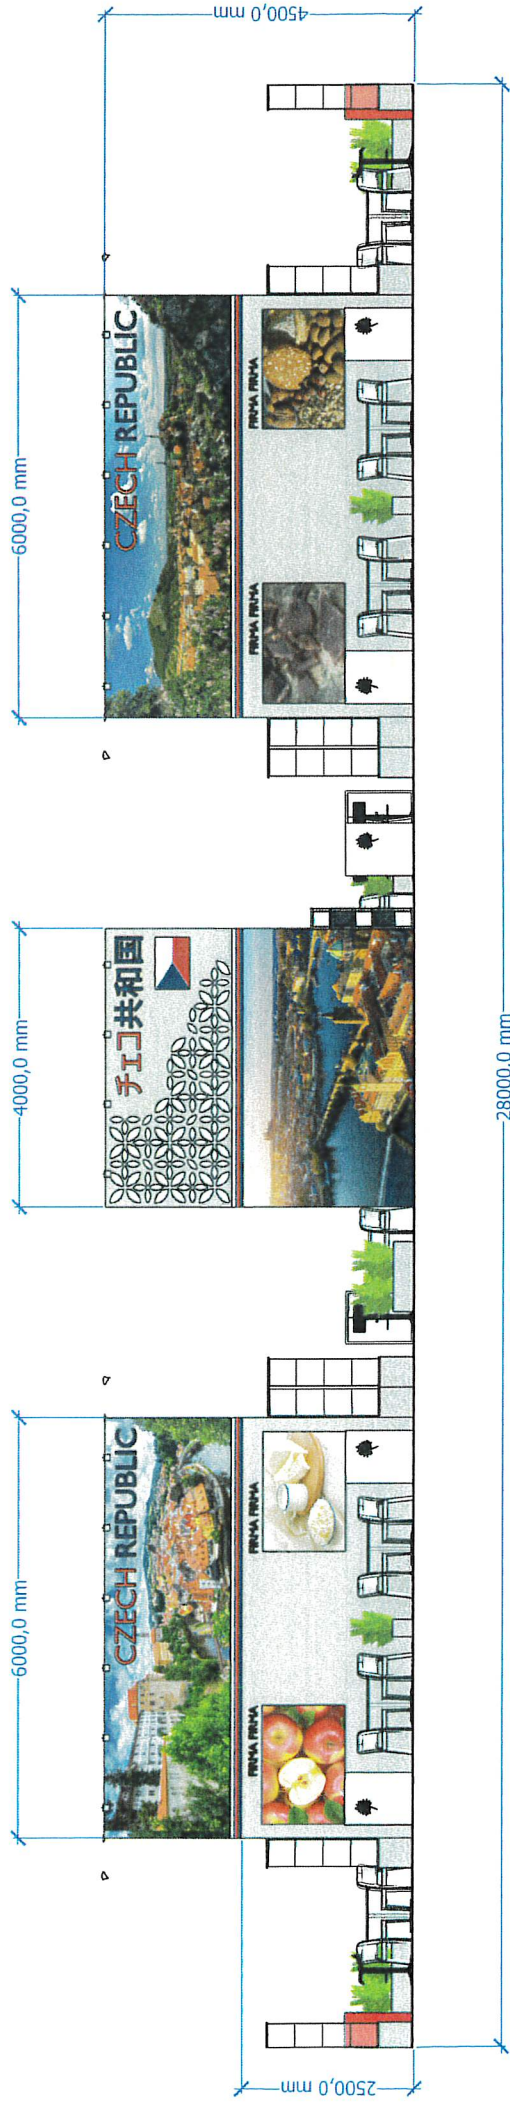 6000,0 mm
4000,0 mm
6000,0 mm
4500,0 mm
CZECH REPUBLIC
チェコ共和国
CZECH REPUBLIC
FIRMA FIRMA
FIRMA FIRMA
FIRMA FIRMA
FIRMA FIRMA
2500,0 mm
28000,0 mm